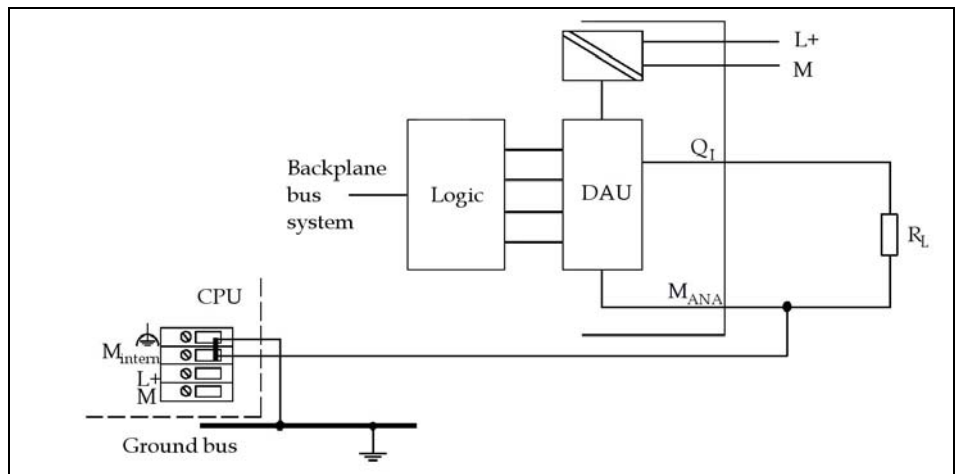 L+
M
Q_I
Backplane
bus
system
Logic
DAU
R_L
M_ANA
CPU
M_intern
L+
M
Ground bus